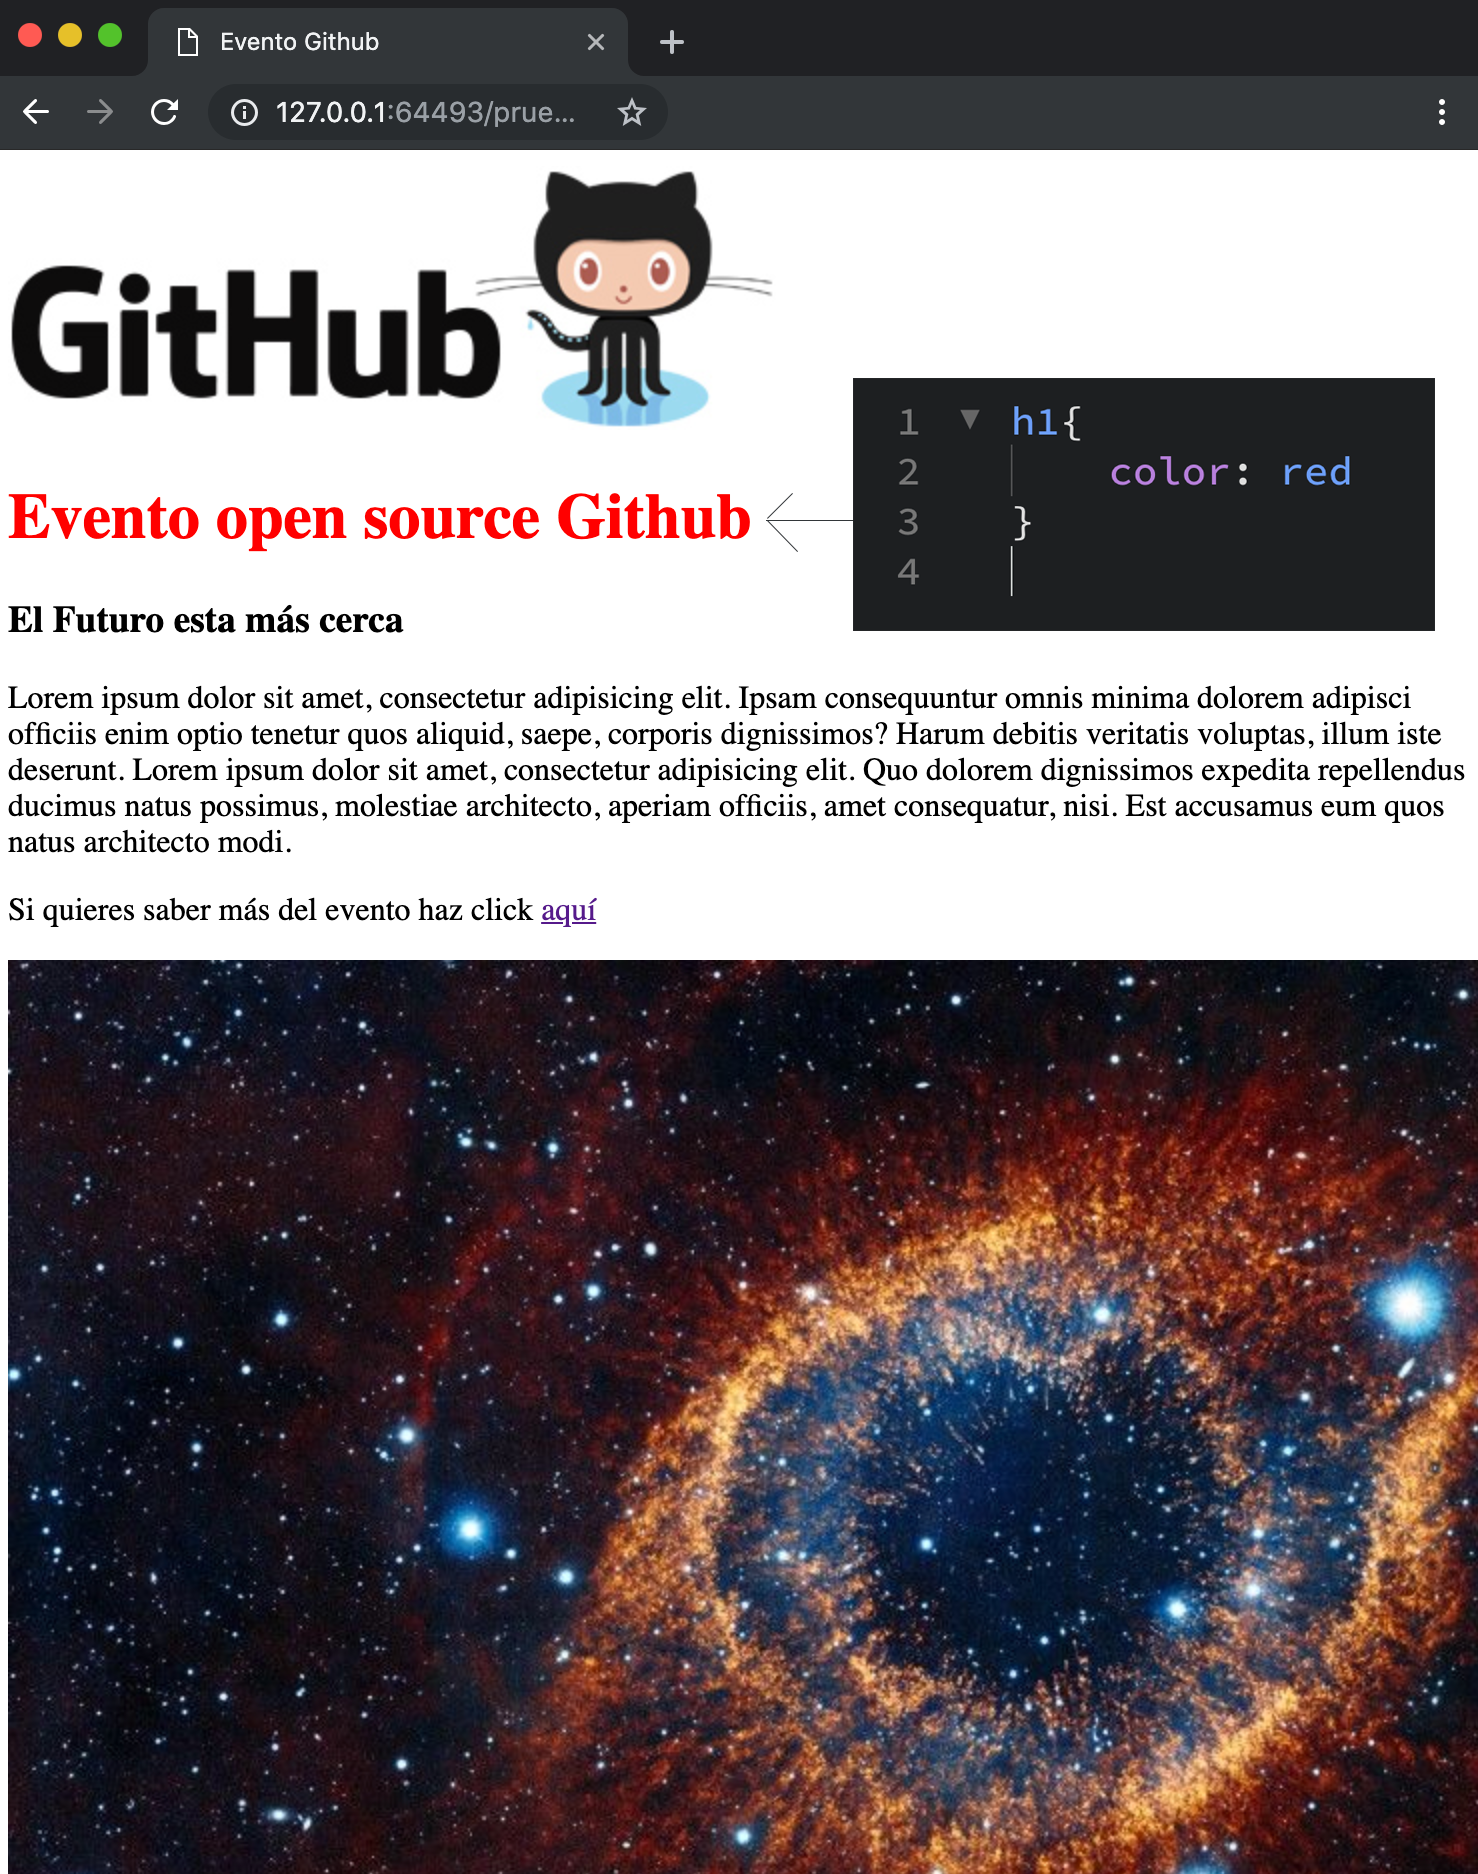 Evento Github
127.0.0.1:64493/prue...
GitHub
1 h1{
2 color: red
3 }
4
Evento open source Github
El Futuro esta más cerca
Lorem ipsum dolor sit amet, consectetur adipisicing elit. Ipsam consequuntur omnis minima dolorem adipisci
officiis enim optio tenetur quos aliquid, saepe, corporis dignissimos? Harum debitis veritatis voluptas, illum iste
deserunt. Lorem ipsum dolor sit amet, consectetur adipisicing elit. Quo dolorem dignissimos expedita repellendus
ducimus natus possimus, molestiae architecto, aperiam officiis, amet consequatur, nisi. Est accusamus eum quos
natus architecto modi.
Si quieres saber más del evento haz click aquí